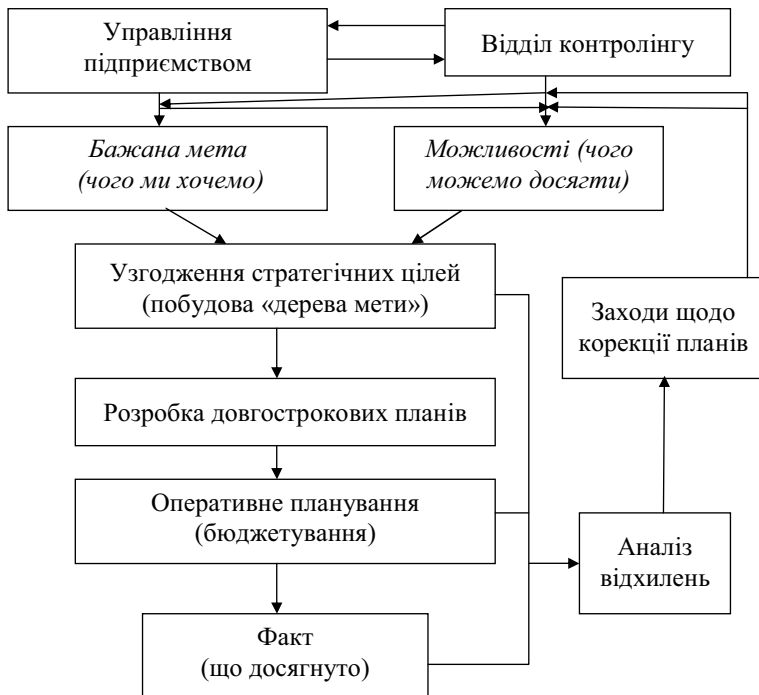 Управління
підприємством
Відділ контролінгу
Бажана мета
(чого ми хочемо)
Можливості (чого
можемо досягти)
Узгодження стратегічних цілей
(побудова «дерева мети»)
Заходи щодо
корекції планів
Розробка довгострокових планів
Оперативне планування
(бюджетування)
Аналіз
відхилень
Факт
(що досягнуто)